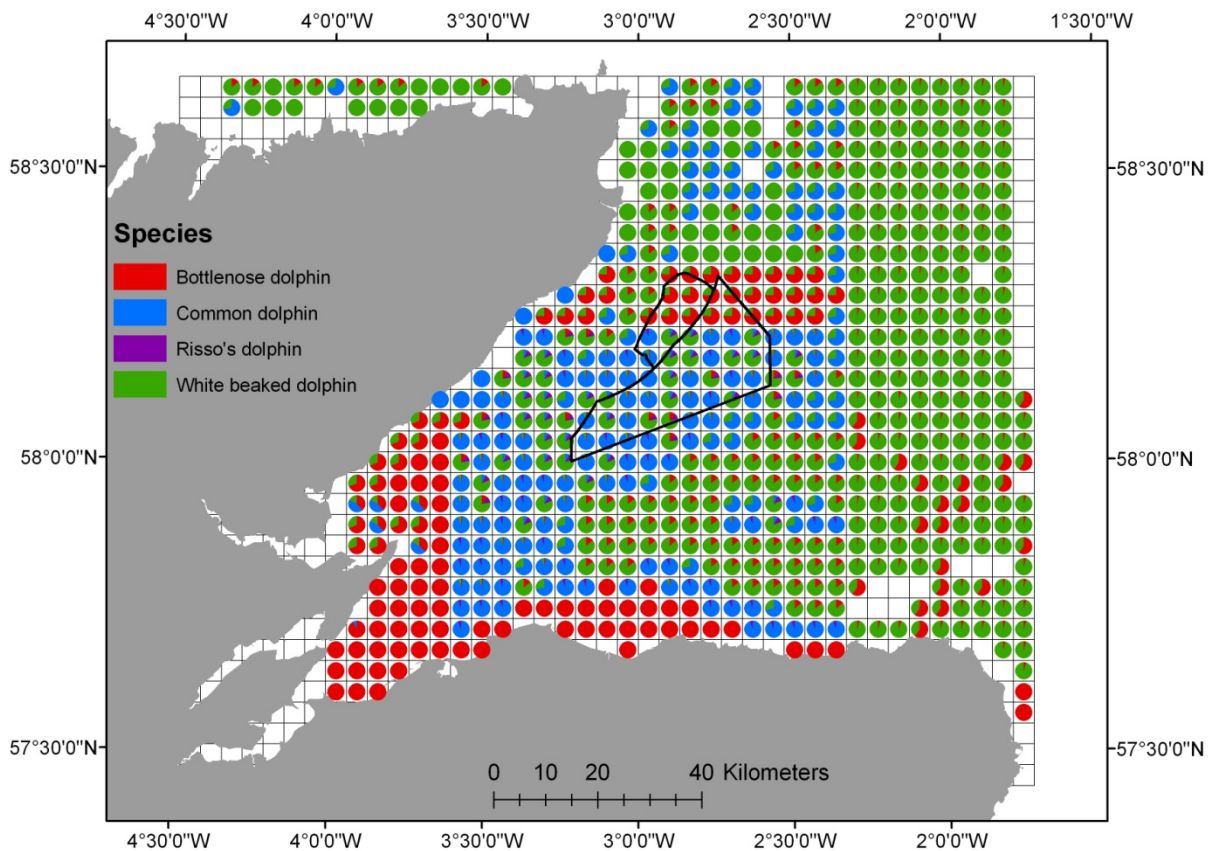 4°30'0"W 4°0'0"W 3°30'0"W 3°0'0"W 2°30'0"W 2°0'0"W 1°30'0"W
58°30'0"N 58°30'0"N
Species
Bottlenose dolphin
Common dolphin
Risso's dolphin
White beaked dolphin
58°0'0"N 58°0'0"N
57°30'0"N 57°30'0"N
0 10 20 40 Kilometers
4°30'0"W 4°0'0"W 3°30'0"W 3°0'0"W 2°30'0"W 2°0'0"W